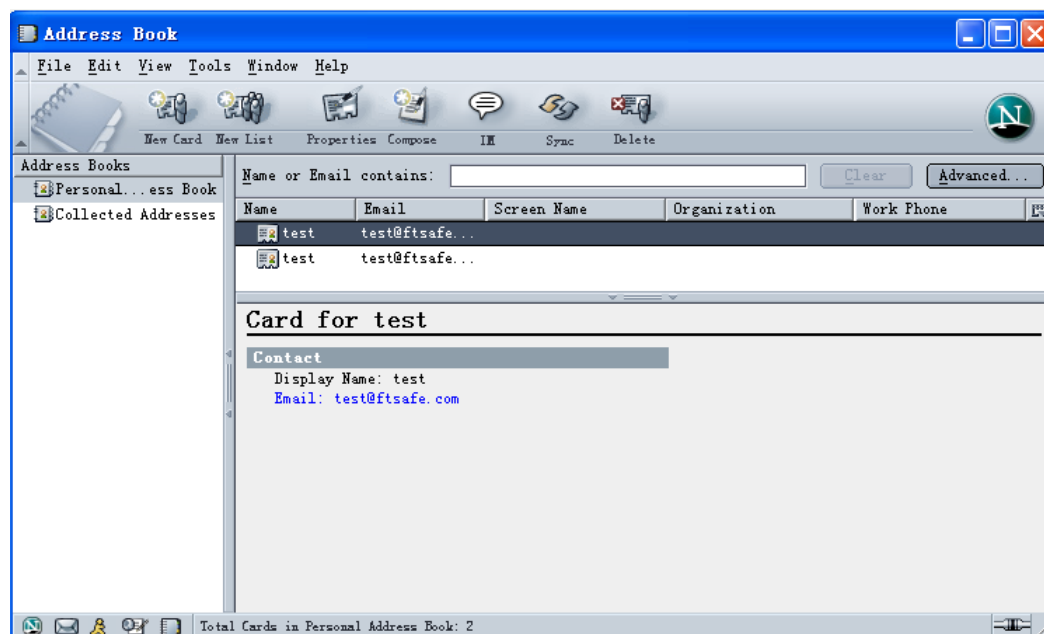 Address Book
File Edit View Tools Window Help
New Card New List Properties Compose IM Sync Delete
N
Address Books
Personal...ess Book
Collected Addresses
Name or Email contains: Clear Advanced...
Name Email Screen Name Organization Work Phone
test test@ftsafe...
test test@ftsafe...
Card for test
Contact
Display Name: test
Email: test@ftsafe.com
Total Cards in Personal Address Book: 2